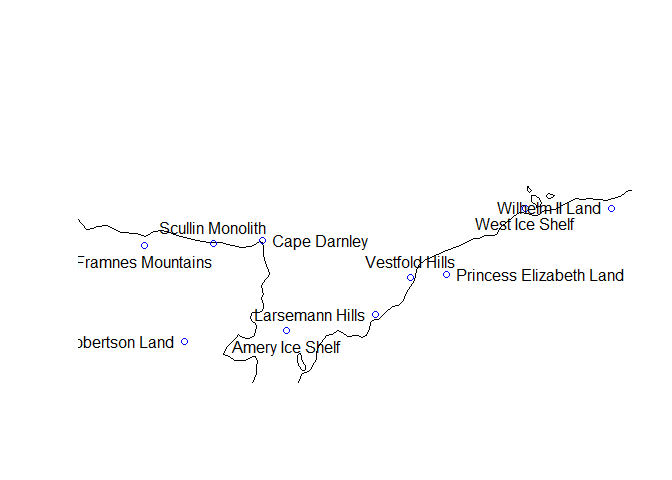 Wilhelm II Land
West Ice Shelf
Scullin Monolith
Cape Darnley
Framnes Mountains
Vestfold Hills
Princess Elizabeth Land
Larsemann Hills
obertson Land
Amery Ice Shelf